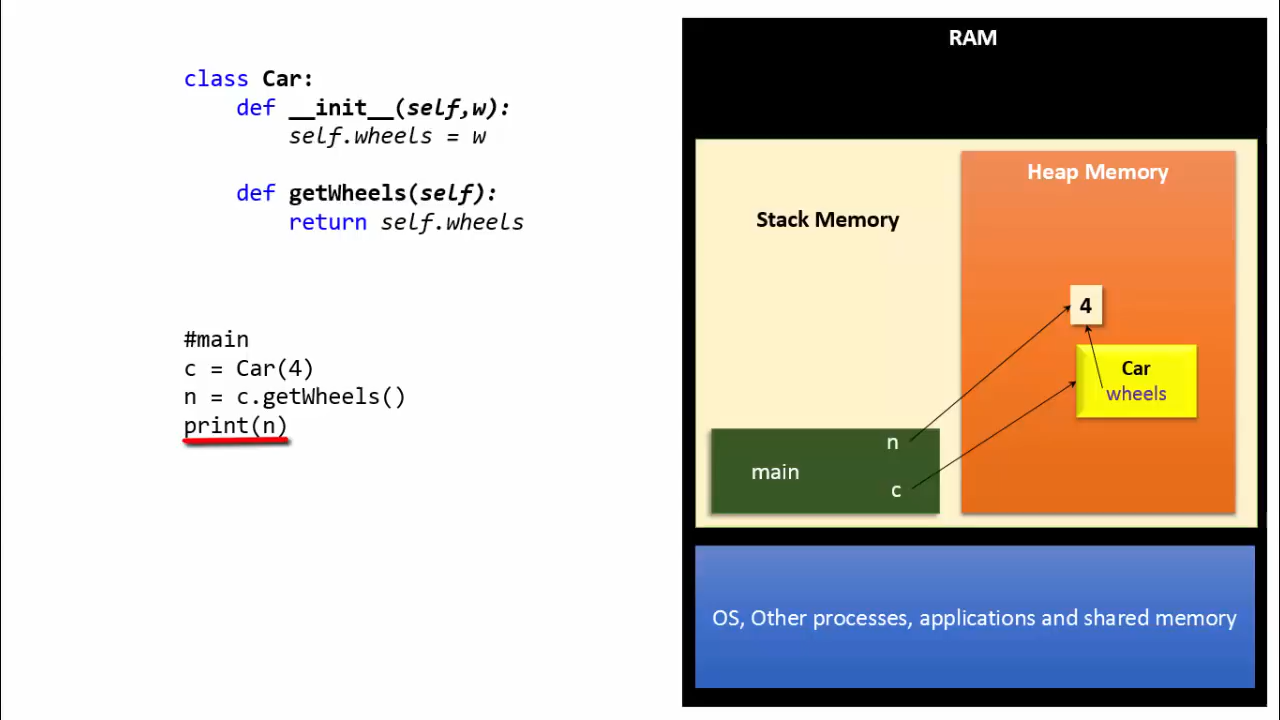 class Car:
def __init__(self,w):
self.wheels = w
def getWheels(self):
return self.wheels
#main
c = Car(4)
n = c.getWheels()
print(n)
RAM
Heap Memory
Stack Memory
4
Car
wheels
n
main
c
OS, Other processes, applications and shared memory